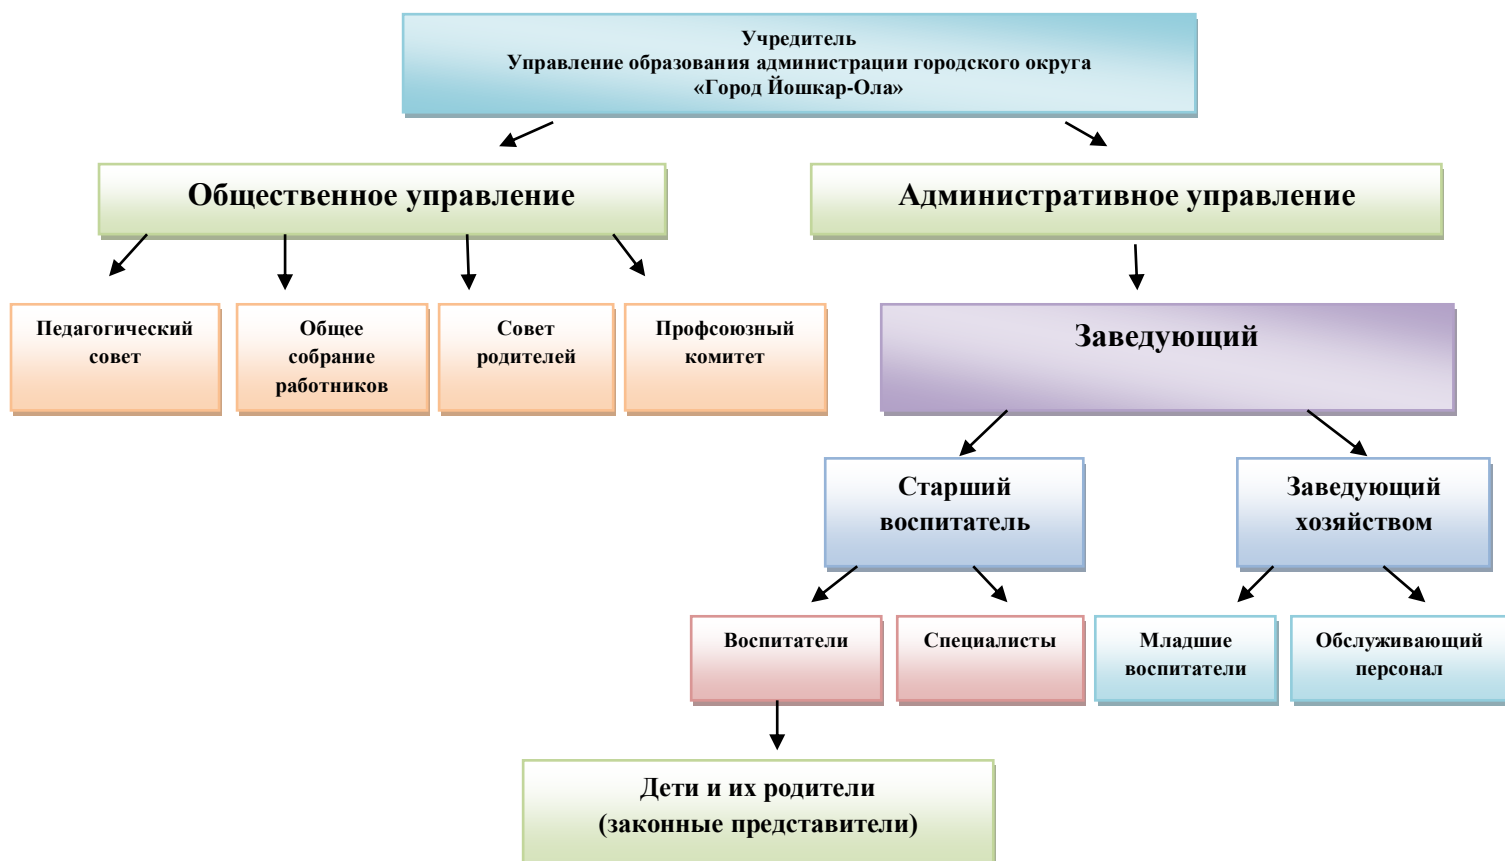 Учредитель
Управление образования администрации городского округа
«Город Йошкар-Ола»
Общественное управление
Административное управление
Педагогический
совет
Общее
собрание
работников
Совет
родителей
Профсоюзный
комитет
Заведующий
Старший
воспитатель
Заведующий
хозяйством
Воспитатели
Специалисты
Младшие
воспитатели
Обслуживающий
персонал
Дети и их родители
(законные представители)